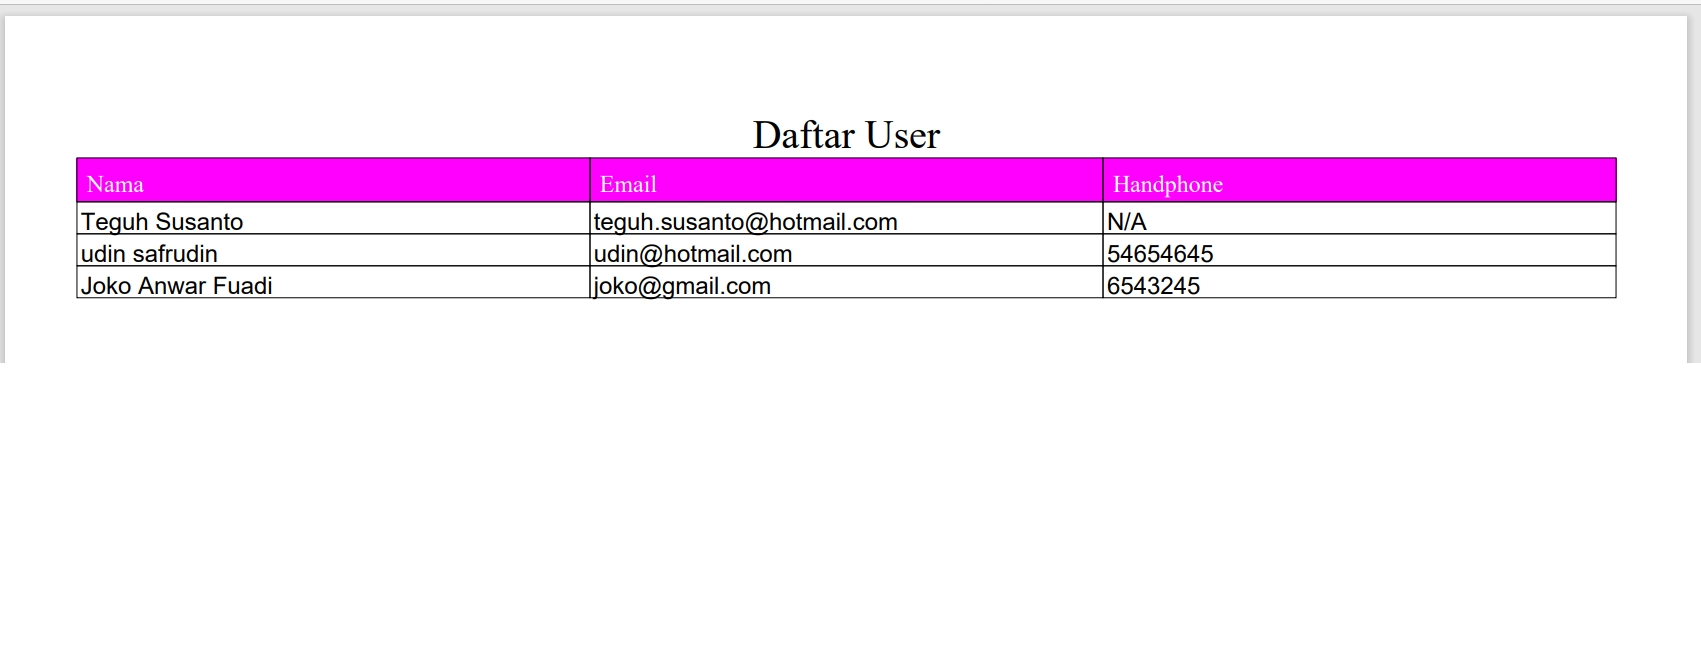 Daftar User
Nama Email Handphone
Teguh Susanto teguh.susanto@hotmail.com N/A
udin safrudin udin@hotmail.com 54654645
Joko Anwar Fuadi joko@gmail.com 6543245